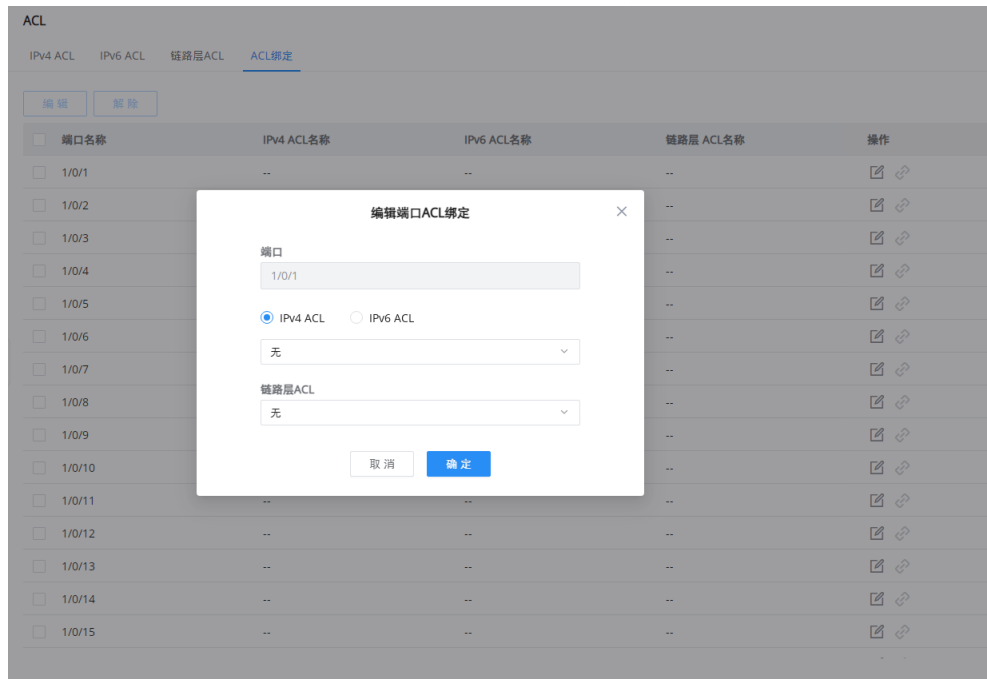 ACL
IPv4 ACL IPv6 ACL 链路层ACL ACL绑定
编 辑 解 除
端口名称 IPv4 ACL名称 IPv6 ACL名称 链路层 ACL名称 操作
1/0/1 -- -- --
1/0/2 --
1/0/3 --
1/0/4 --
1/0/5 --
1/0/6 --
1/0/7 --
1/0/8 --
1/0/9 --
1/0/10 --
1/0/11 -- -- --
1/0/12 -- -- --
1/0/13 -- -- --
1/0/14 -- -- --
1/0/15 -- -- --
编辑端口ACL绑定
端口
1/0/1
IPv4 ACL IPv6 ACL
无
链路层ACL
无
取 消 确 定